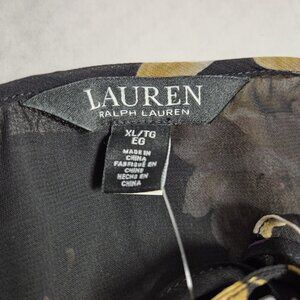 LAUREN
RALPH LAUREN
XL/TG
EG
MADE IN
CHINA
FABRIQUÉ EN
CHINE
HECHO EN
CHINA